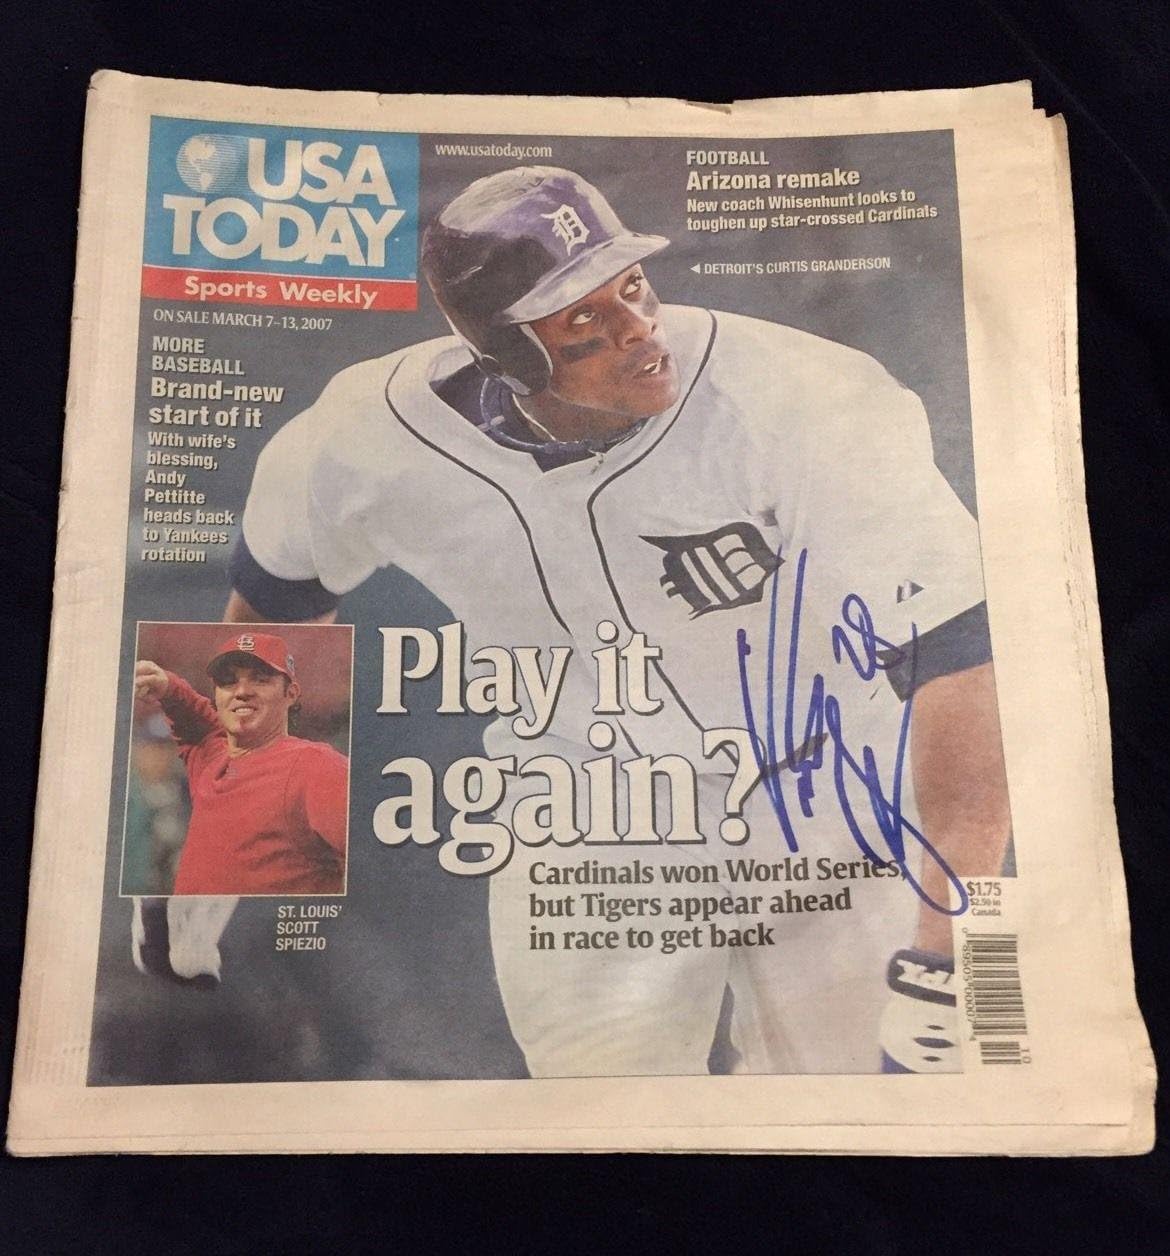 USA
TODAY
Sports Weekly
ON SALE MARCH 7–13, 2007
www.usatoday.com
FOOTBALL
Arizona remake
New coach Whisenhunt looks to
toughen up star-crossed Cardinals
◀ DETROIT'S CURTIS GRANDERSON
MORE
BASEBALL
Brand-new
start of it
With wife's
blessing,
Andy
Pettitte
heads back
to Yankees
rotation
D
Play it
again?
Cardinals won World Series,
but Tigers appear ahead
in race to get back
ST. LOUIS'
SCOTT
SPIEZIO
28
$1.75
$2.50 in
Canada
10